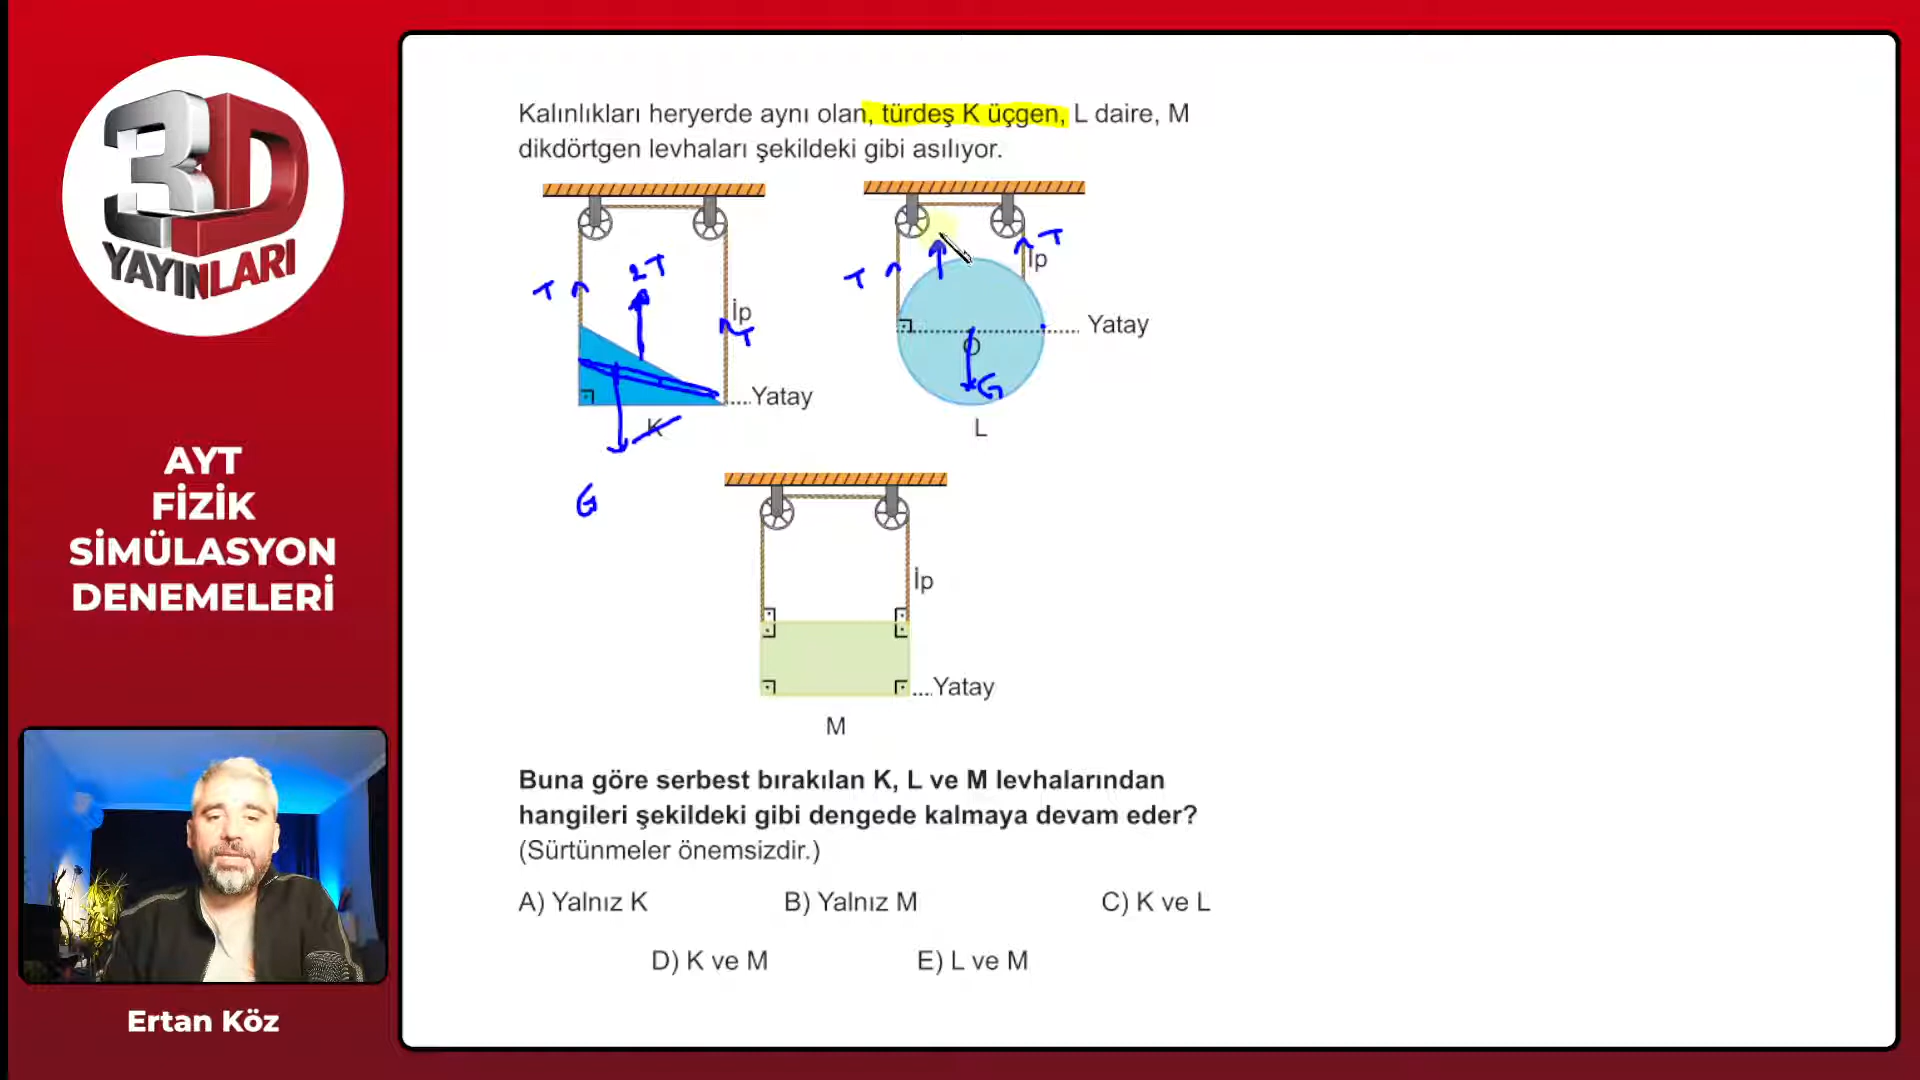 3D
YAYINLARI
AYT
FİZİK
SİMÜLASYON
DENEMELERİ
Ertan Köz
Kalınlıkları heryerde aynı olan, türdeş K üçgen, L daire, M
dikdörtgen levhaları şekildeki gibi asılıyor.
T
2T
İp
T
Yatay
K
G
T
T
İp
Yatay
O
G
L
İp
Yatay
M
Buna göre serbest bırakılan K, L ve M levhalarından
hangileri şekildeki gibi dengede kalmaya devam eder?
(Sürtünmeler önemsizdir.)
A) Yalnız K B) Yalnız M C) K ve L
D) K ve M E) L ve M